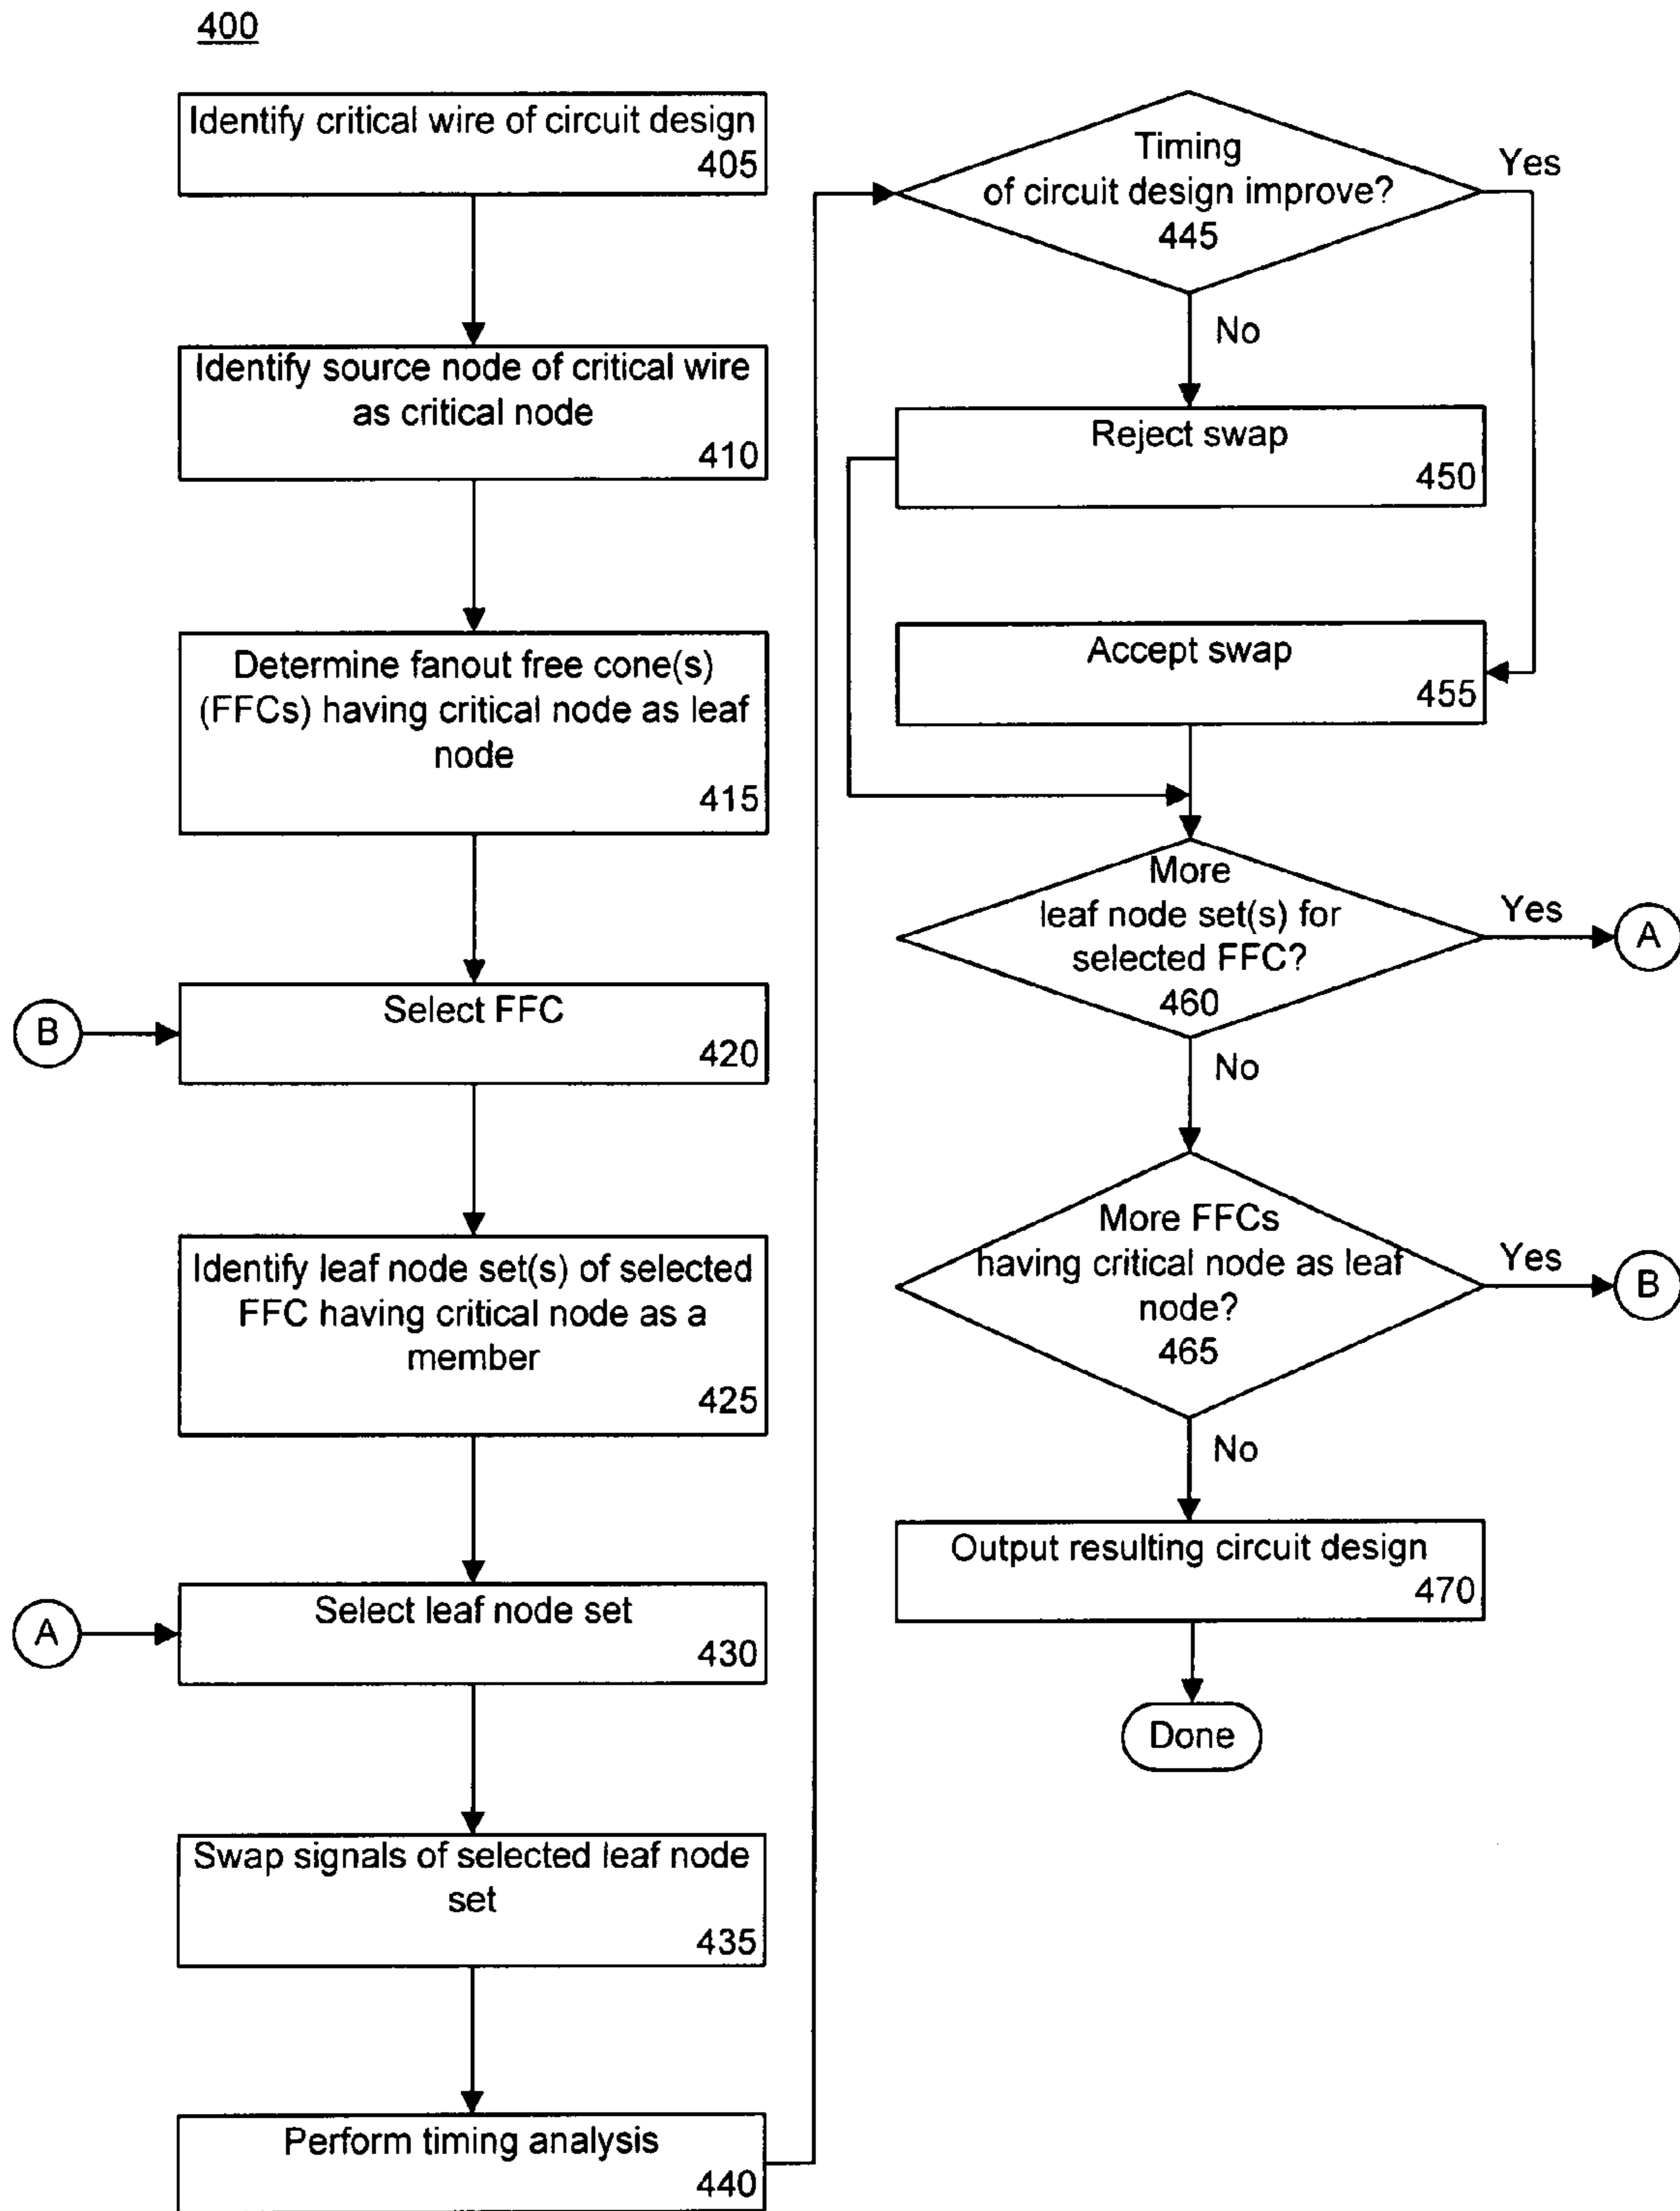 400
Identify critical wire of circuit design
405
Identify source node of critical wire
as critical node
410
Determine fanout free cone(s)
(FFCs) having critical node as leaf
node
415
B
Select FFC
420
Identify leaf node set(s) of selected
FFC having critical node as a
member
425
A
Select leaf node set
430
Swap signals of selected leaf node
set
435
Perform timing analysis
440
Timing
of circuit design improve?
445
Yes
No
Reject swap
450
Accept swap
455
More
leaf node set(s) for
selected FFC?
460
Yes
A
No
More FFCs
having critical node as leaf
node?
465
Yes
B
No
Output resulting circuit design
470
Done